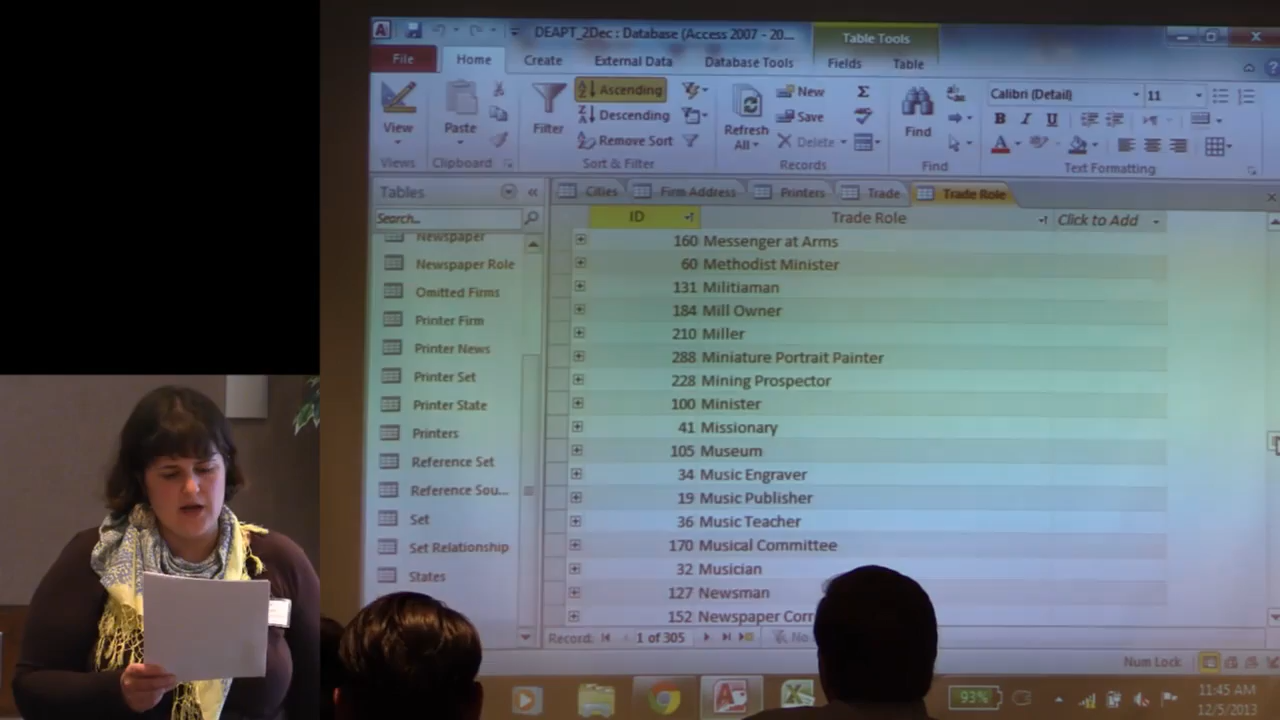 DEAPT_2Dec : Database (Access 2007 - 20...
Table Tools
File
Home
Create
External Data
Database Tools
Fields
Table
View
Views
Paste
Clipboard
Filter
Ascending
Descending
Remove Sort
Sort & Filter
Refresh
All
New
Save
Delete
Records
Find
Find
Calibri (Detail)
11
B I U
A
Text Formatting
Tables
Search...
Newspaper
Newspaper Role
Omitted Firms
Printer Firm
Printer News
Printer Set
Printer State
Printers
Reference Set
Reference Sou...
Set
Set Relationship
States
Cities
Firm Address
Printers
Trade
Trade Role
ID Trade Role Click to Add
160 Messenger at Arms
60 Methodist Minister
131 Militiaman
184 Mill Owner
210 Miller
288 Miniature Portrait Painter
228 Mining Prospector
100 Minister
41 Missionary
105 Museum
34 Music Engraver
19 Music Publisher
36 Music Teacher
170 Musical Committee
32 Musician
127 Newsman
152 Newspaper Corr
Record: 1 of 305 No
Num Lock
93%
11:45 AM
12/5/2013